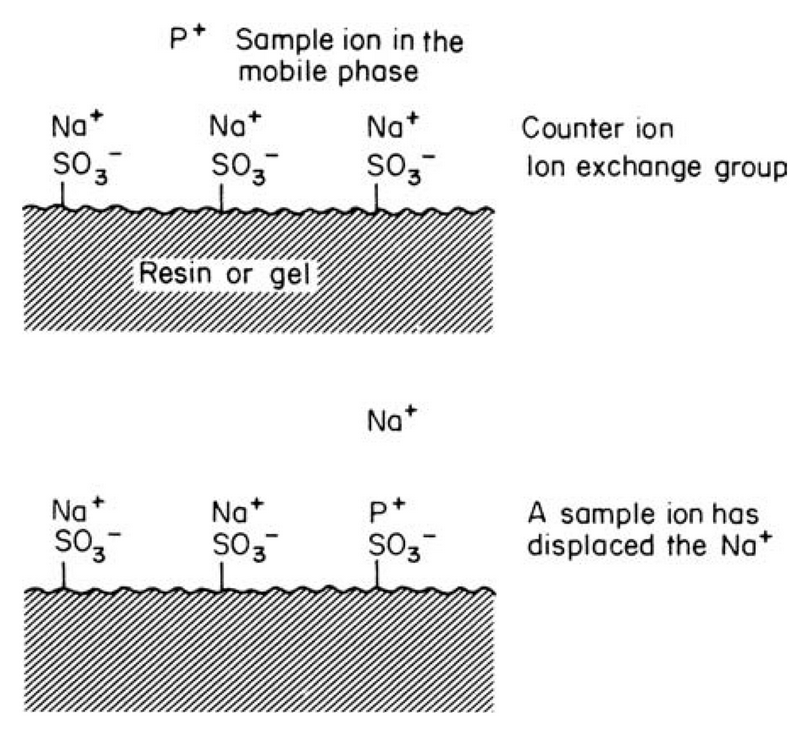 P⁺ Sample ion in the
mobile phase
Na⁺ Na⁺ Na⁺ Counter ion
SO₃⁻ SO₃⁻ SO₃⁻ Ion exchange group
Resin or gel
Na⁺
Na⁺ Na⁺ P⁺ A sample ion has
SO₃⁻ SO₃⁻ SO₃⁻ displaced the Na⁺